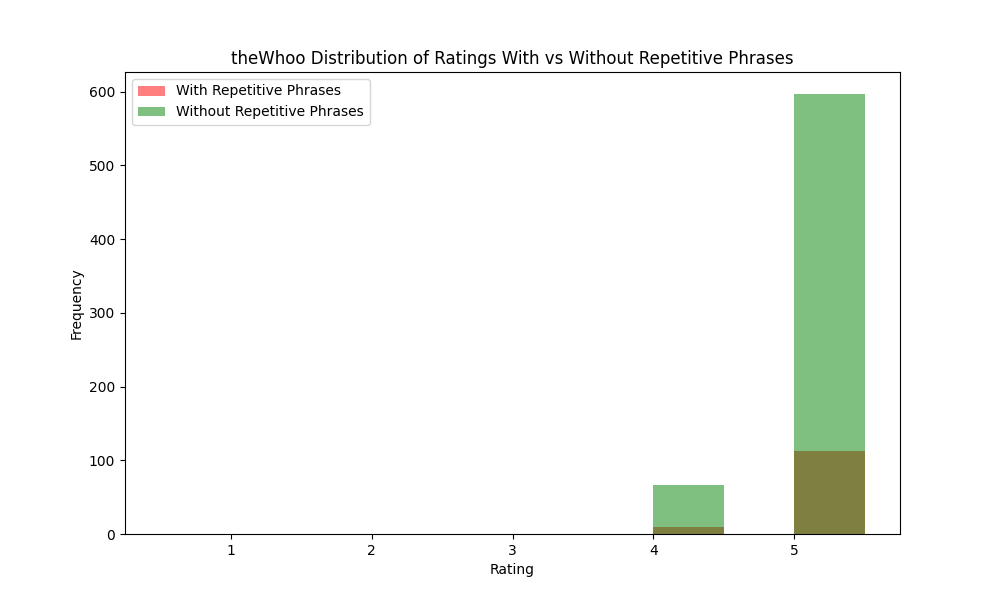 theWhoo Distribution of Ratings With vs Without Repetitive Phrases
With Repetitive Phrases
Without Repetitive Phrases
Frequency
600
500
400
300
200
100
0
1 2 3 4 5
Rating